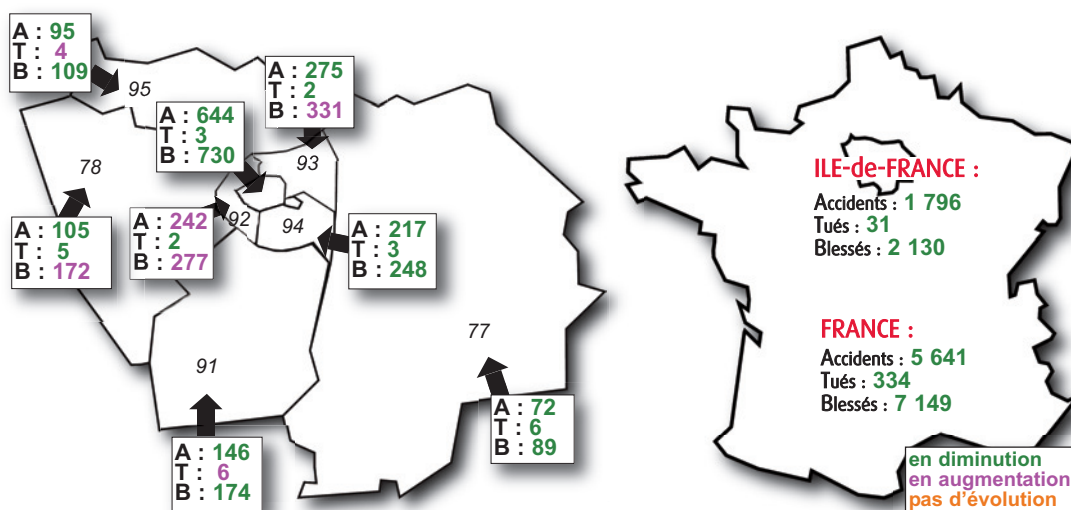 A : 95
T : 4
B : 109
95
A : 275
T : 2
B : 331
A : 644
T : 3
B : 730
93
78
92
94
A : 105
T : 5
B : 172
A : 242
T : 2
B : 277
A : 217
T : 3
B : 248
77
91
A : 72
T : 6
B : 89
A : 146
T : 6
B : 174
ILE-de-FRANCE :
Accidents : 1 796
Tués : 31
Blessés : 2 130
FRANCE :
Accidents : 5 641
Tués : 334
Blessés : 7 149
en diminution
en augmentation
pas d'évolution